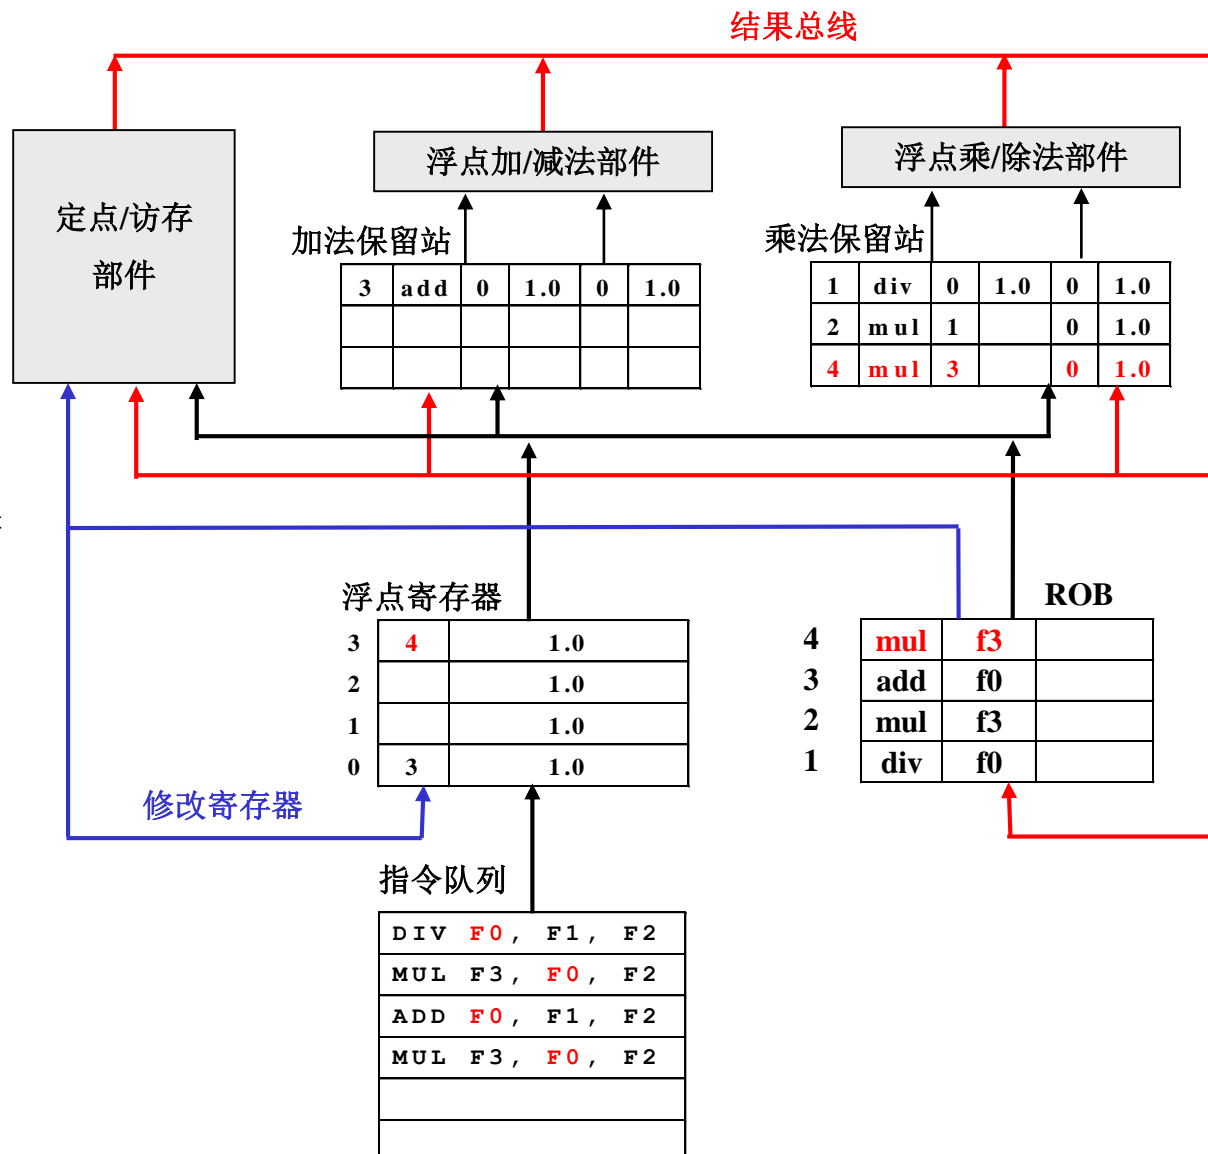 结果总线
浮点加/减法部件
浮点乘/除法部件
定点/访存
部件
加法保留站
乘法保留站
3 add 0 1.0 0 1.0
1 div 0 1.0 0 1.0
2 mul 1 0 1.0
4 mul 3 0 1.0
浮点寄存器
ROB
3 4 1.0
2 1.0
1 1.0
0 3 1.0
4 mul f3
3 add f0
2 mul f3
1 div f0
修改寄存器
指令队列
DIV F0, F1, F2
MUL F3, F0, F2
ADD F0, F1, F2
MUL F3, F0, F2